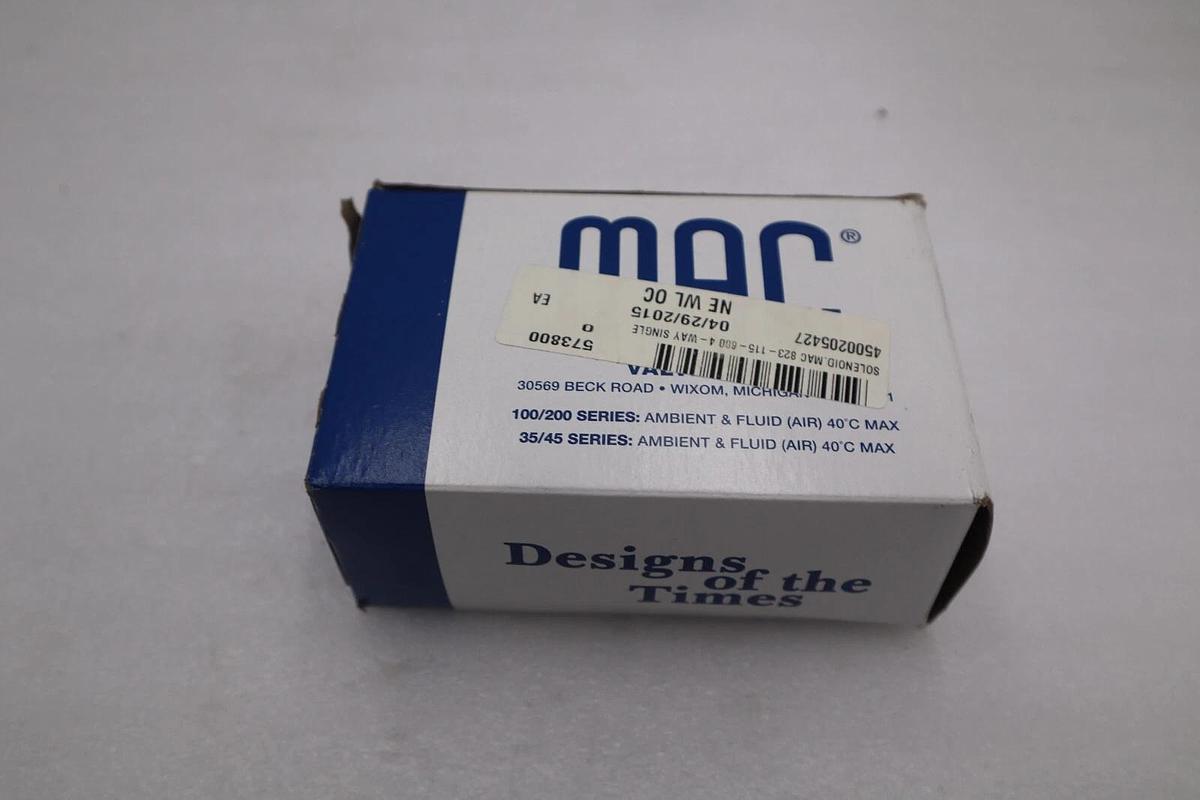 mac®
573800
0
EA
SOLENOID.MAC 823-115-600 4-WAY SINGLE
4500205427
04/29/2015
NE WL OC
30569 BECK ROAD • WIXOM,
100/200 SERIES: AMBIENT & FLUID (AIR) 40°C MAX
35/45 SERIES: AMBIENT & FLUID (AIR) 40°C MAX
Designs
of the
Times